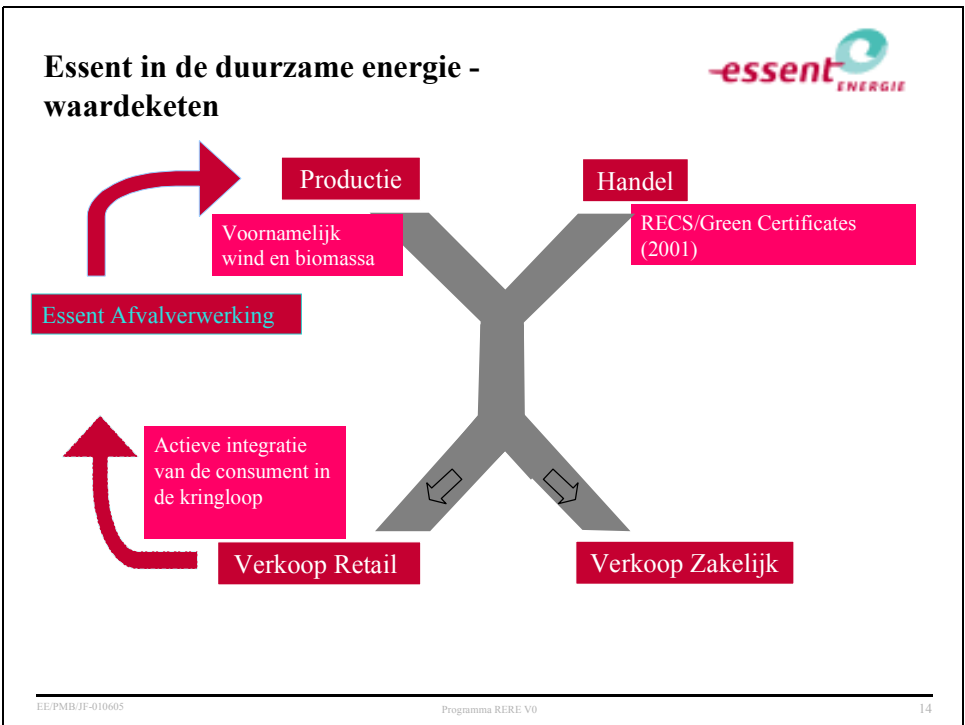 Essent in de duurzame energie -
waardeketen
essent
ENERGIE
Productie
Handel
Voornamelijk
wind en biomassa
RECS/Green Certificates
(2001)
Essent Afvalverwerking
Actieve integratie
van de consument in
de kringloop
Verkoop Retail
Verkoop Zakelijk
EE/PMB/JF-010605
Programma RERE V0
14